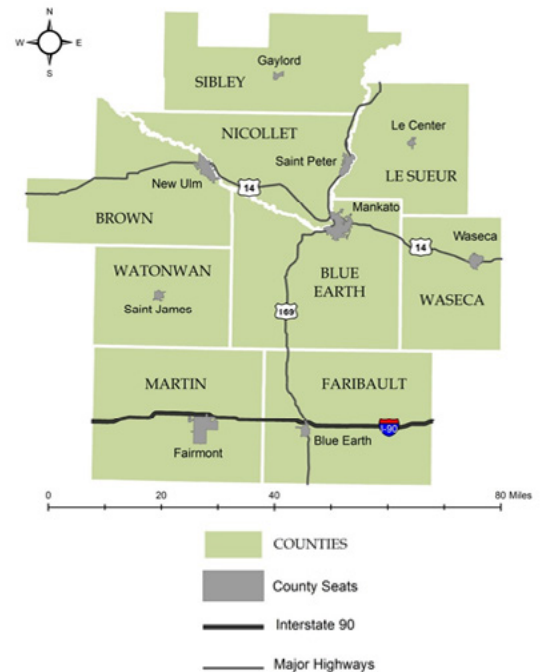 N
W E
S
Gaylord
SIBLEY
NICOLLET
Le Center
Saint Peter
LE SUEUR
New Ulm
14
Mankato
BROWN
Waseca
14
WATONWAN
BLUE
EARTH
Saint James
169
WASECA
MARTIN
FARIBAULT
I-90
Blue Earth
Fairmont
0 20 40 60 80 Miles
COUNTIES
County Seats
Interstate 90
Major Highways